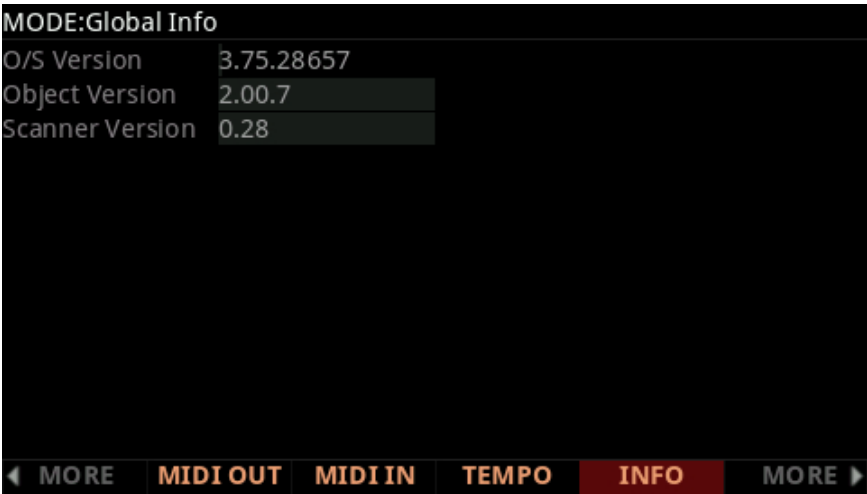 MODE:Global Info
O/S Version 3.75.28657
Object Version 2.00.7
Scanner Version 0.28
MORE MIDI OUT MIDI IN TEMPO INFO MORE